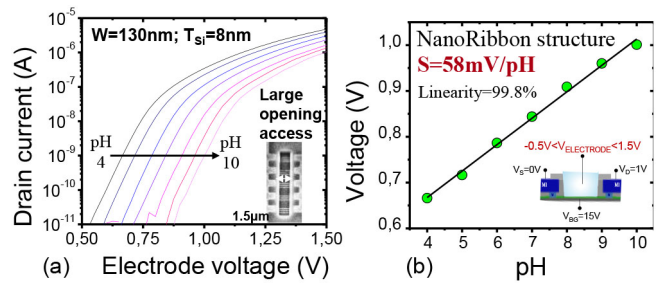 W=130nm; T_Si=8nm
Drain current (A)
10⁻⁵
10⁻⁶
10⁻⁷
10⁻⁸
10⁻⁹
10⁻¹⁰
10⁻¹¹
pH
4
pH
10
Large
opening
access
1.5µm
0,50 0,75 1,00 1,25 1,50
(a) Electrode voltage (V)
NanoRibbon structure
S=58mV/pH
Linearity=99.8%
Voltage (V)
1,0
0,9
0,8
0,7
0,6
-0.5V<V_ELECTRODE<1.5V
V_S=0V
V_D=1V
M1
M1
V_BG=15V
4 5 6 7 8 9 10
(b) pH